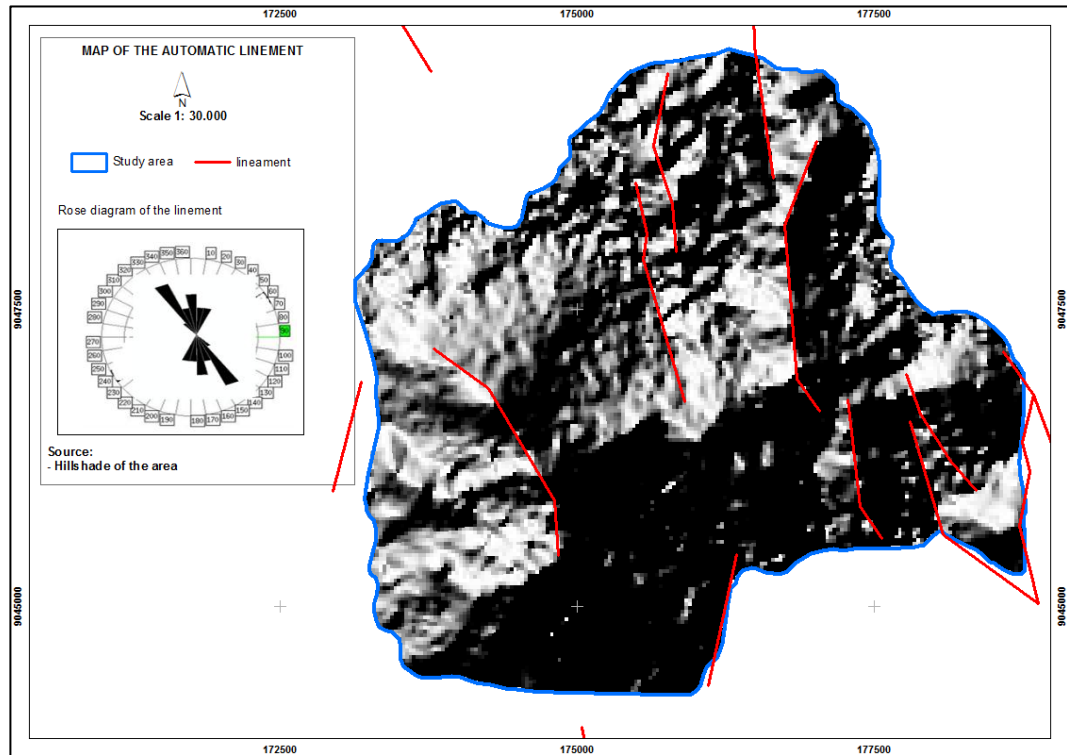 172500 175000 177500
MAP OF THE AUTOMATIC LINEMENT
N
Scale 1: 30.000
Study area lineament
Rose diagram of the linement
350 360 10 20
340 30
330 40
320 50
310 60
300 70
290 80
280 90
270 100
260 110
250 120
240 130
230 140
220 150
210 200 190 180 170 160
Source:
- Hillshade of the area
9047500 9047500
9045000 9045000
172500 175000 177500